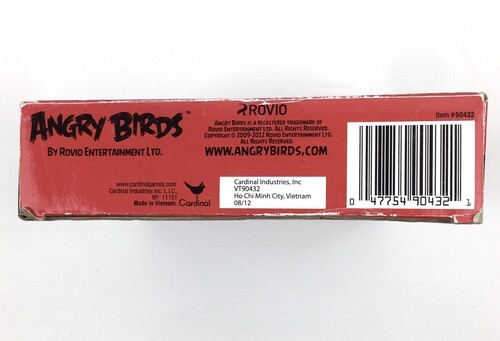 ROVIO
ANGRY BIRDS™
BY ROVIO ENTERTAINMENT LTD.
ANGRY BIRDS IS A REGISTERED TRADEMARK OF
ROVIO ENTERTAINMENT LTD. ALL RIGHTS RESERVED.
COPYRIGHT © 2009-2012 ROVIO ENTERTAINMENT LTD.
ALL RIGHTS RESERVED.
WWW.ANGRYBIRDS.COM
Item #90432
www.cardinalgames.com
Cardinal Industries Inc. L.I.C.,
NY 11101
Made in Vietnam.
Cardinal
Cardinal Industries, Inc
VT90432
Ho Chi Minh City, Vietnam
08/12
0 47754 90432 1